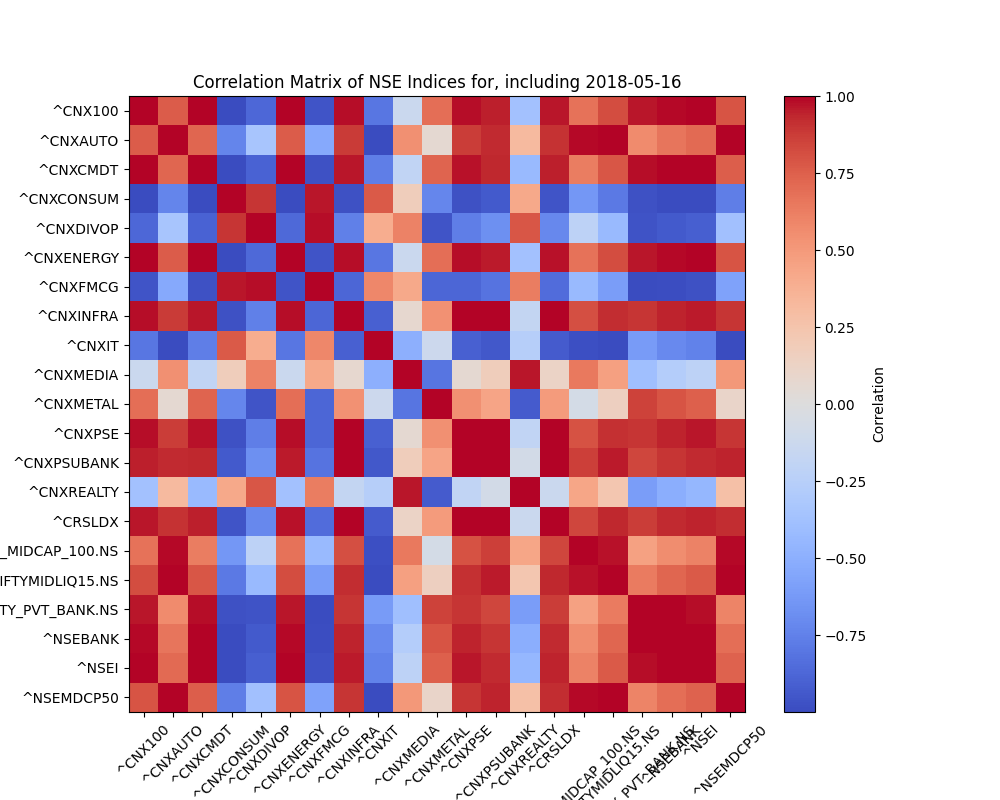 Correlation Matrix of NSE Indices for, including 2018-05-16
^CNX100
^CNXAUTO
^CNXCMDT
^CNXCONSUM
^CNXDIVOP
^CNXENERGY
^CNXFMCG
^CNXINFRA
^CNXIT
^CNXMEDIA
^CNXMETAL
^CNXPSE
^CNXPSUBANK
^CNXREALTY
^CRSLDX
_MIDCAP_100.NS
IFTYMIDLIQ15.NS
TY_PVT_BANK.NS
^NSEBANK
^NSEI
^NSEMDCP50
^CNX100
^CNXAUTO
^CNXCMDT
^CNXCONSUM
^CNXDIVOP
^CNXENERGY
^CNXFMCG
^CNXINFRA
^CNXIT
^CNXMEDIA
^CNXMETAL
^CNXPSE
^CNXPSUBANK
^CNXREALTY
^CRSLDX
MIDCAP_100.NS
TYMIDLIQ15.NS
PVT_BANK.NS
^NSEBANK
^NSEI
^NSEMDCP50
1.00
0.75
0.50
0.25
0.00
−0.25
−0.50
−0.75
Correlation